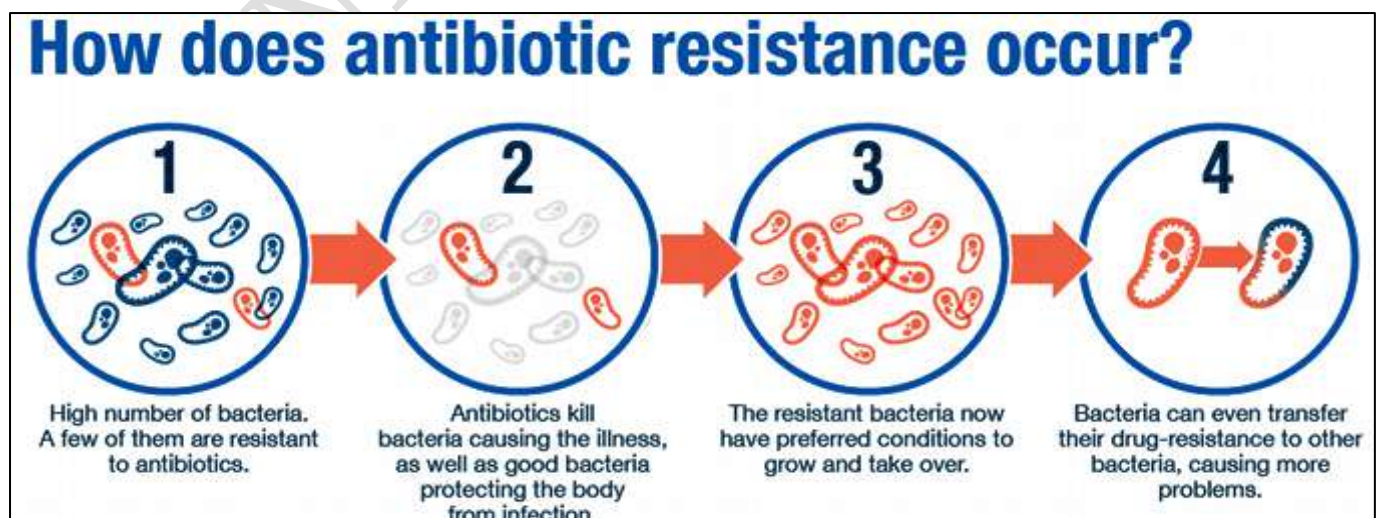 How does antibiotic resistance occur?
1
High number of bacteria.
A few of them are resistant
to antibiotics.
2
Antibiotics kill
bacteria causing the illness,
as well as good bacteria
protecting the body
from infection
3
The resistant bacteria now
have preferred conditions to
grow and take over.
4
Bacteria can even transfer
their drug-resistance to other
bacteria, causing more
problems.